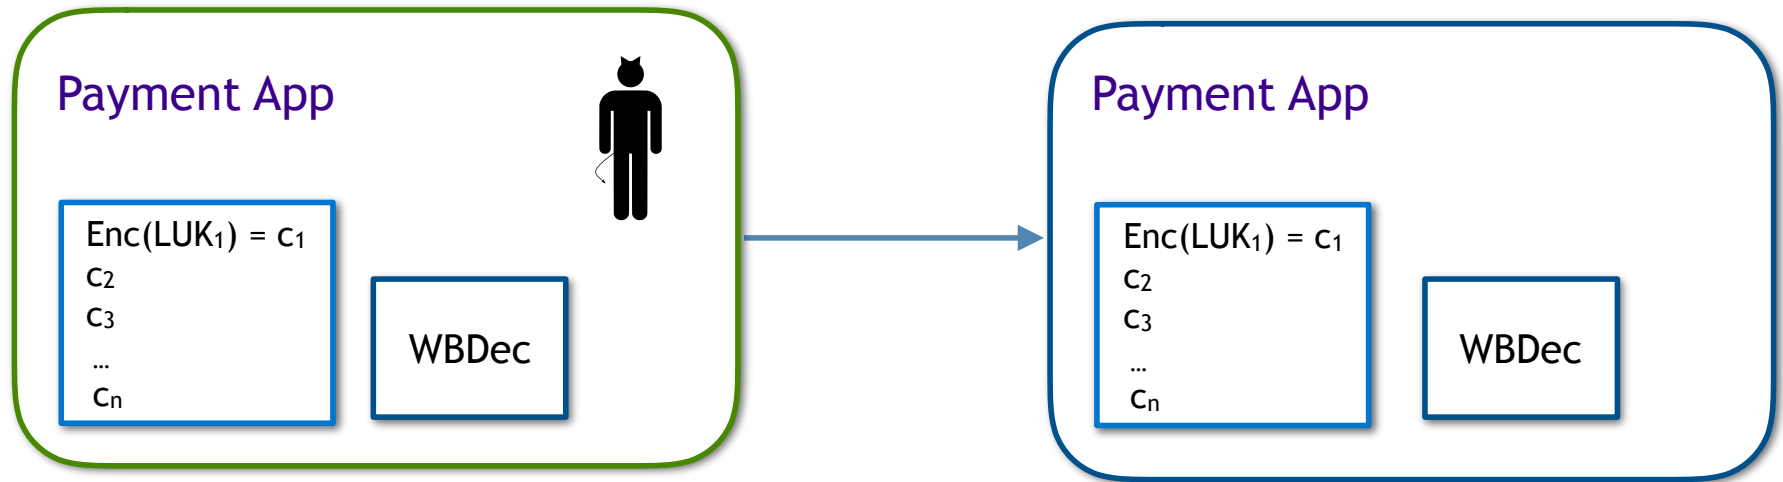 Payment App
Enc(LUK₁) = c₁
c₂
c₃
...
cₙ
WBDec
Payment App
Enc(LUK₁) = c₁
c₂
c₃
...
cₙ
WBDec